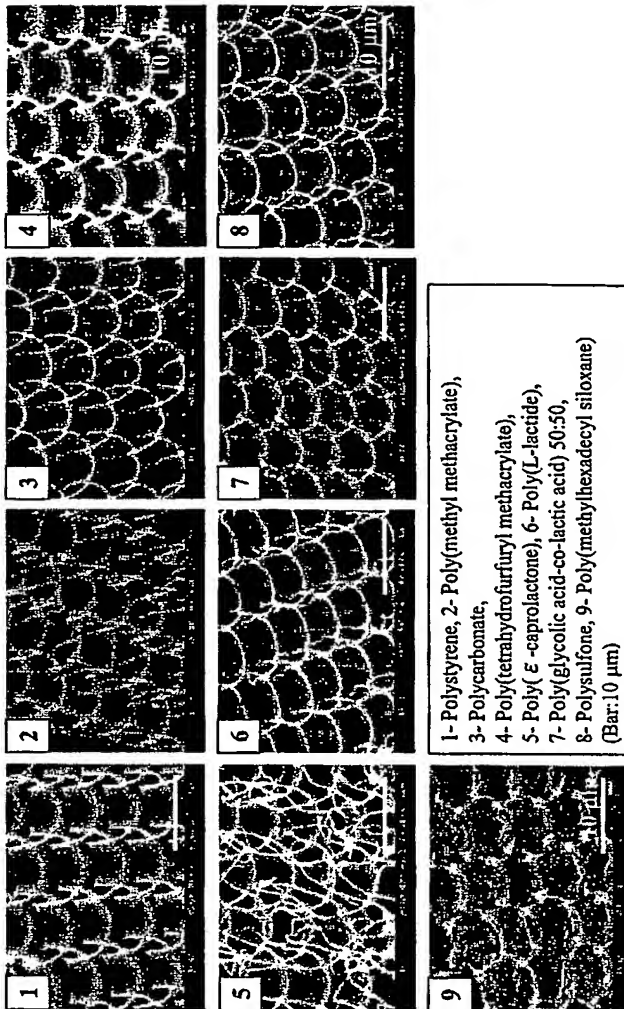 1
2
3
4
10 μm
5
6
7
8
10 μm
9
10 μm
1- Polystyrene, 2- Poly(methyl methacrylate),
3- Polycarbonate,
4- Poly(tetrahydrofurfuryl methacrylate),
5- Poly( ε -caprolactone), 6- Poly(L-lactide),
7- Poly(glycolic acid-co-lactic acid) 50:50,
8- Polysulfone, 9- Poly(methylhexadecyl siloxane)
(Bar:10 μm)